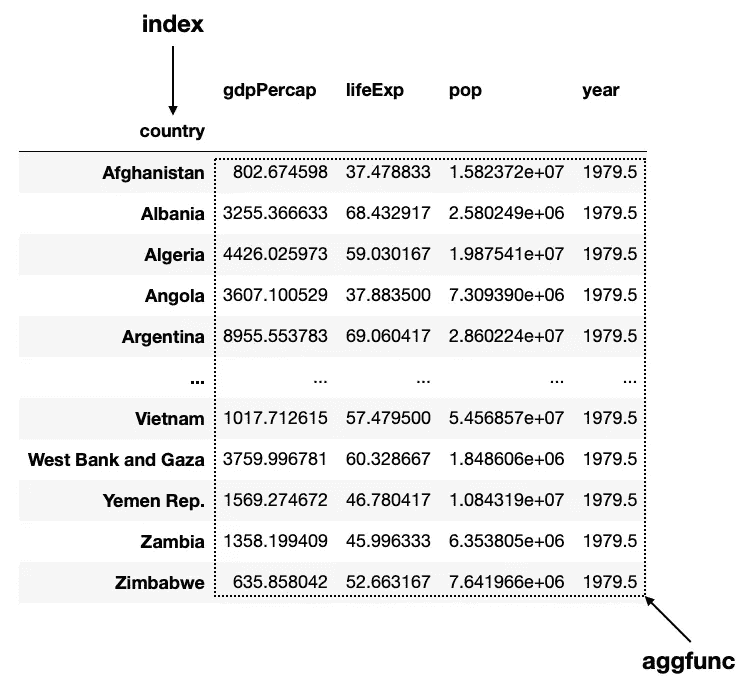 index
gdpPercap lifeExp pop year
country
Afghanistan 802.674598 37.478833 1.582372e+07 1979.5
Albania 3255.366633 68.432917 2.580249e+06 1979.5
Algeria 4426.025973 59.030167 1.987541e+07 1979.5
Angola 3607.100529 37.883500 7.309390e+06 1979.5
Argentina 8955.553783 69.060417 2.860224e+07 1979.5
... ... ... ... ...
Vietnam 1017.712615 57.479500 5.456857e+07 1979.5
West Bank and Gaza 3759.996781 60.328667 1.848606e+06 1979.5
Yemen Rep. 1569.274672 46.780417 1.084319e+07 1979.5
Zambia 1358.199409 45.996333 6.353805e+06 1979.5
Zimbabwe 635.858042 52.663167 7.641966e+06 1979.5
aggfunc